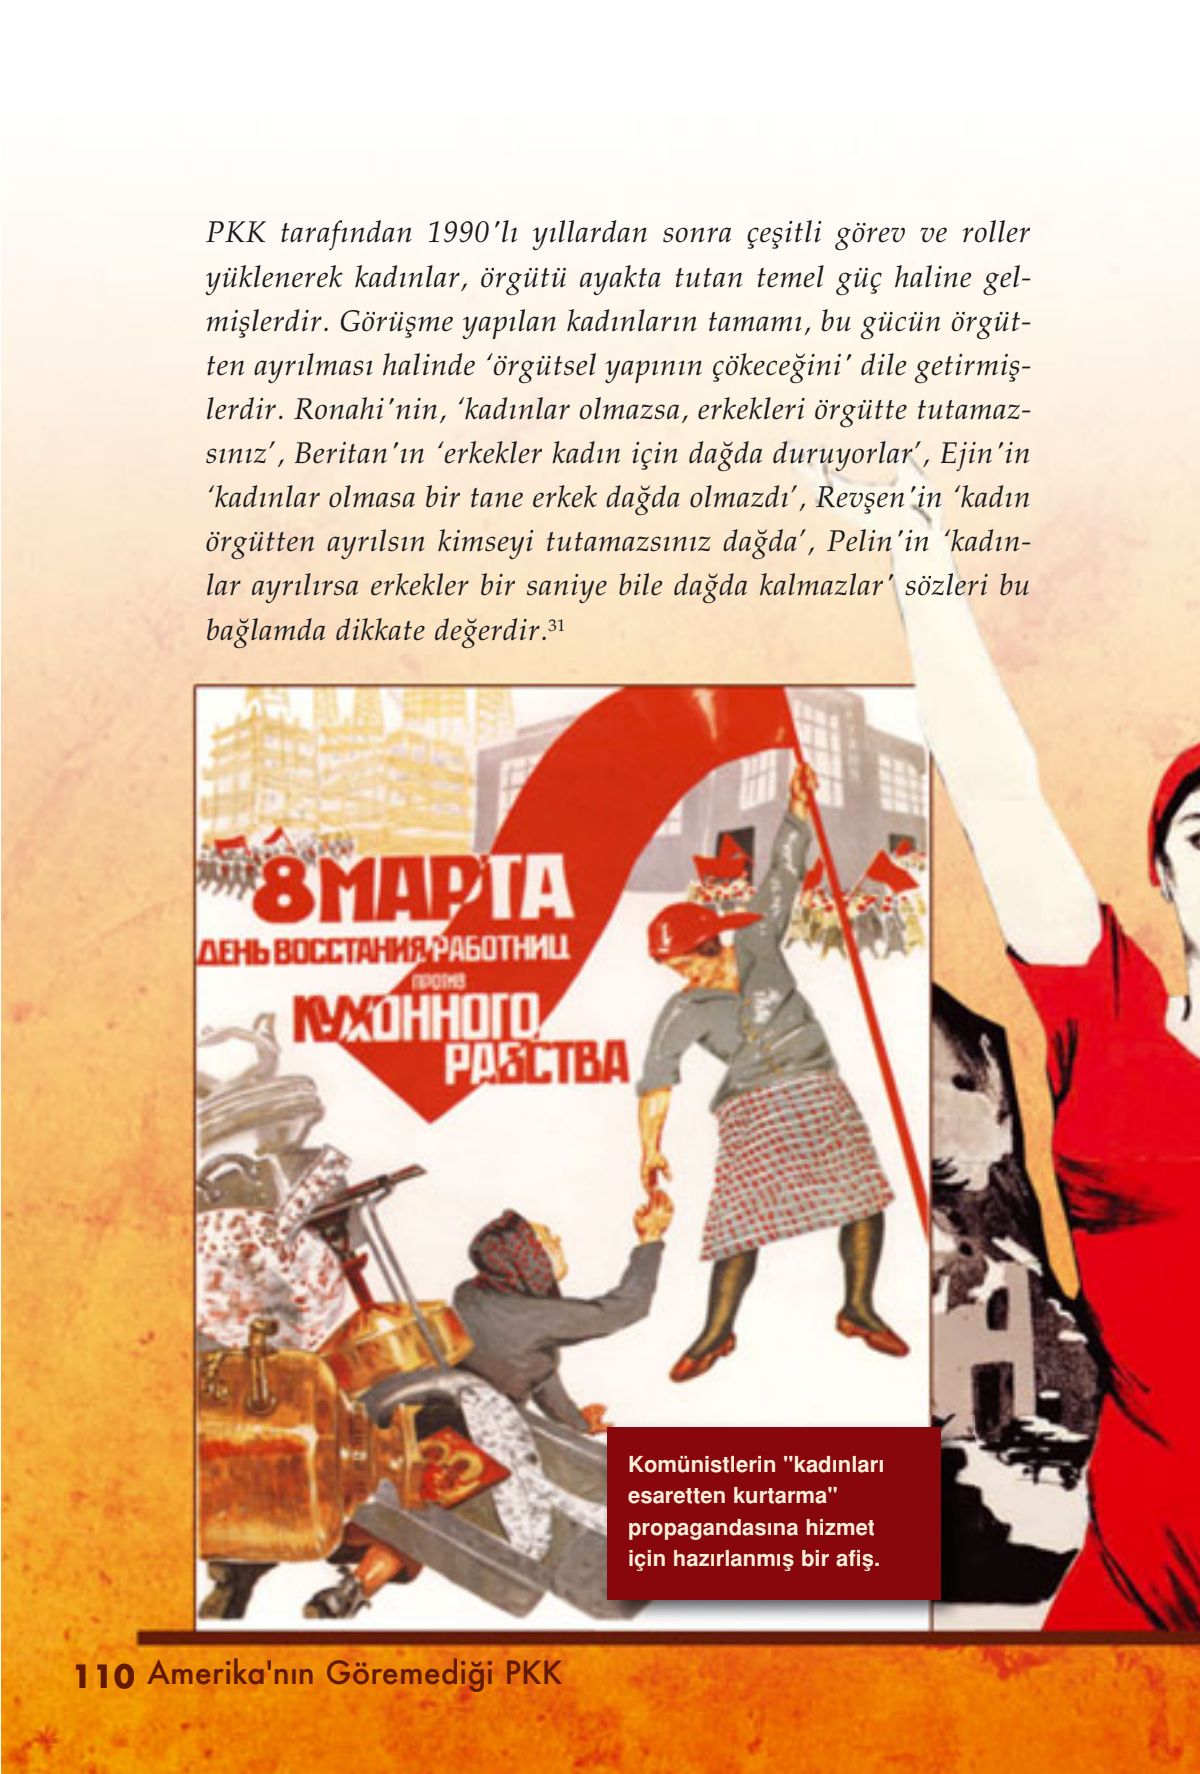 PKK tarafından 1990'lı yıllardan sonra çeşitli görev ve roller
yüklenerek kadınlar, örgütü ayakta tutan temel güç haline gel-
mişlerdir. Görüşme yapılan kadınların tamamı, bu gücün örgüt-
ten ayrılması halinde ‘örgütsel yapının çökeceğini' dile getirmiş-
lerdir. Ronahi'nin, ‘kadınlar olmazsa, erkekleri örgütte tutamaz-
sınız’, Beritan'ın ‘erkekler kadın için dağda duruyorlar’, Ejin'in
‘kadınlar olmasa bir tane erkek dağda olmazdı’, Revşen'in ‘kadın
örgütten ayrılsın kimseyi tutamazsınız dağda’, Pelin'in ‘kadın-
lar ayrılırsa erkekler bir saniye bile dağda kalmazlar' sözleri bu
bağlamda dikkate değerdir.31
8 МАРТА
ДЕНЬ ВОССТАНИЯ РАБОТНИЦ
ПРОТИВ
КУХОННОГО
РАБСТВА
Komünistlerin "kadınları
esaretten kurtarma"
propagandasına hizmet
için hazırlanmış bir afiş.
110 Amerika'nın Göremediği PKK